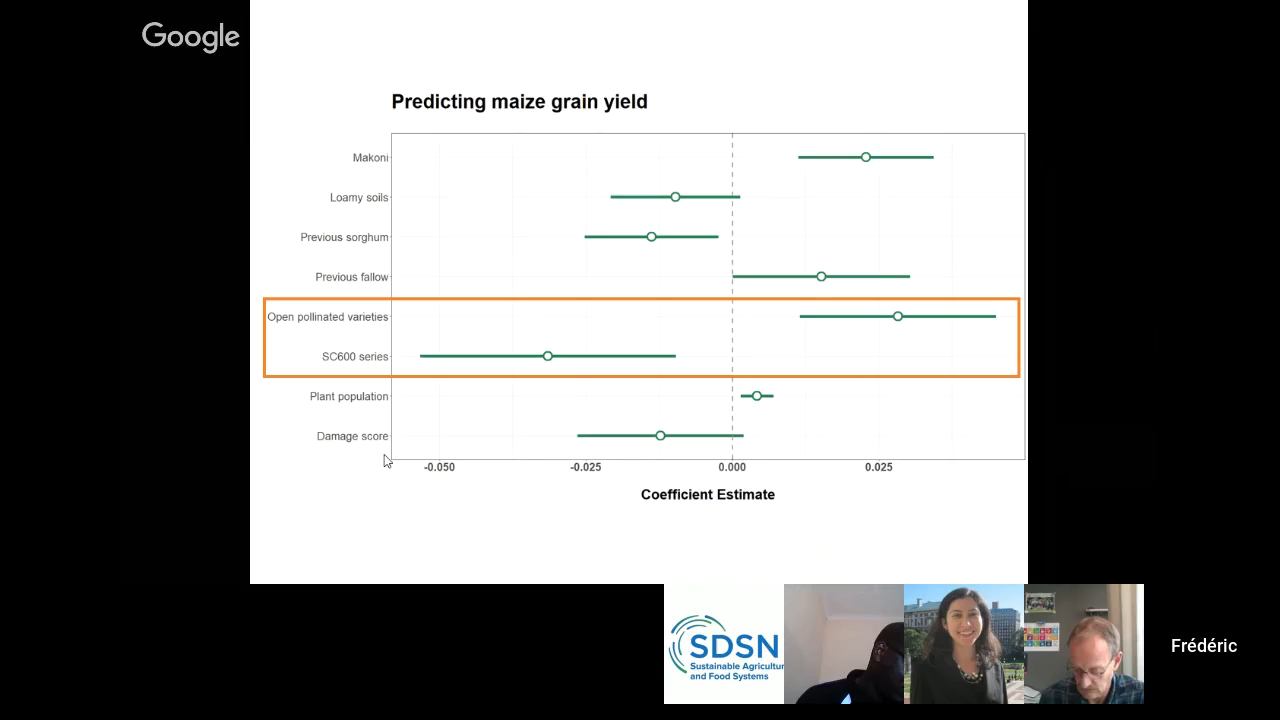 Google
Predicting maize grain yield
Makoni
Loamy soils
Previous sorghum
Previous fallow
Open pollinated varieties
SC600 series
Plant population
Damage score
-0.050
-0.025
0.000
0.025
Coefficient Estimate
SDSN
Sustainable Agricultu
and Food Systems
Frédéric